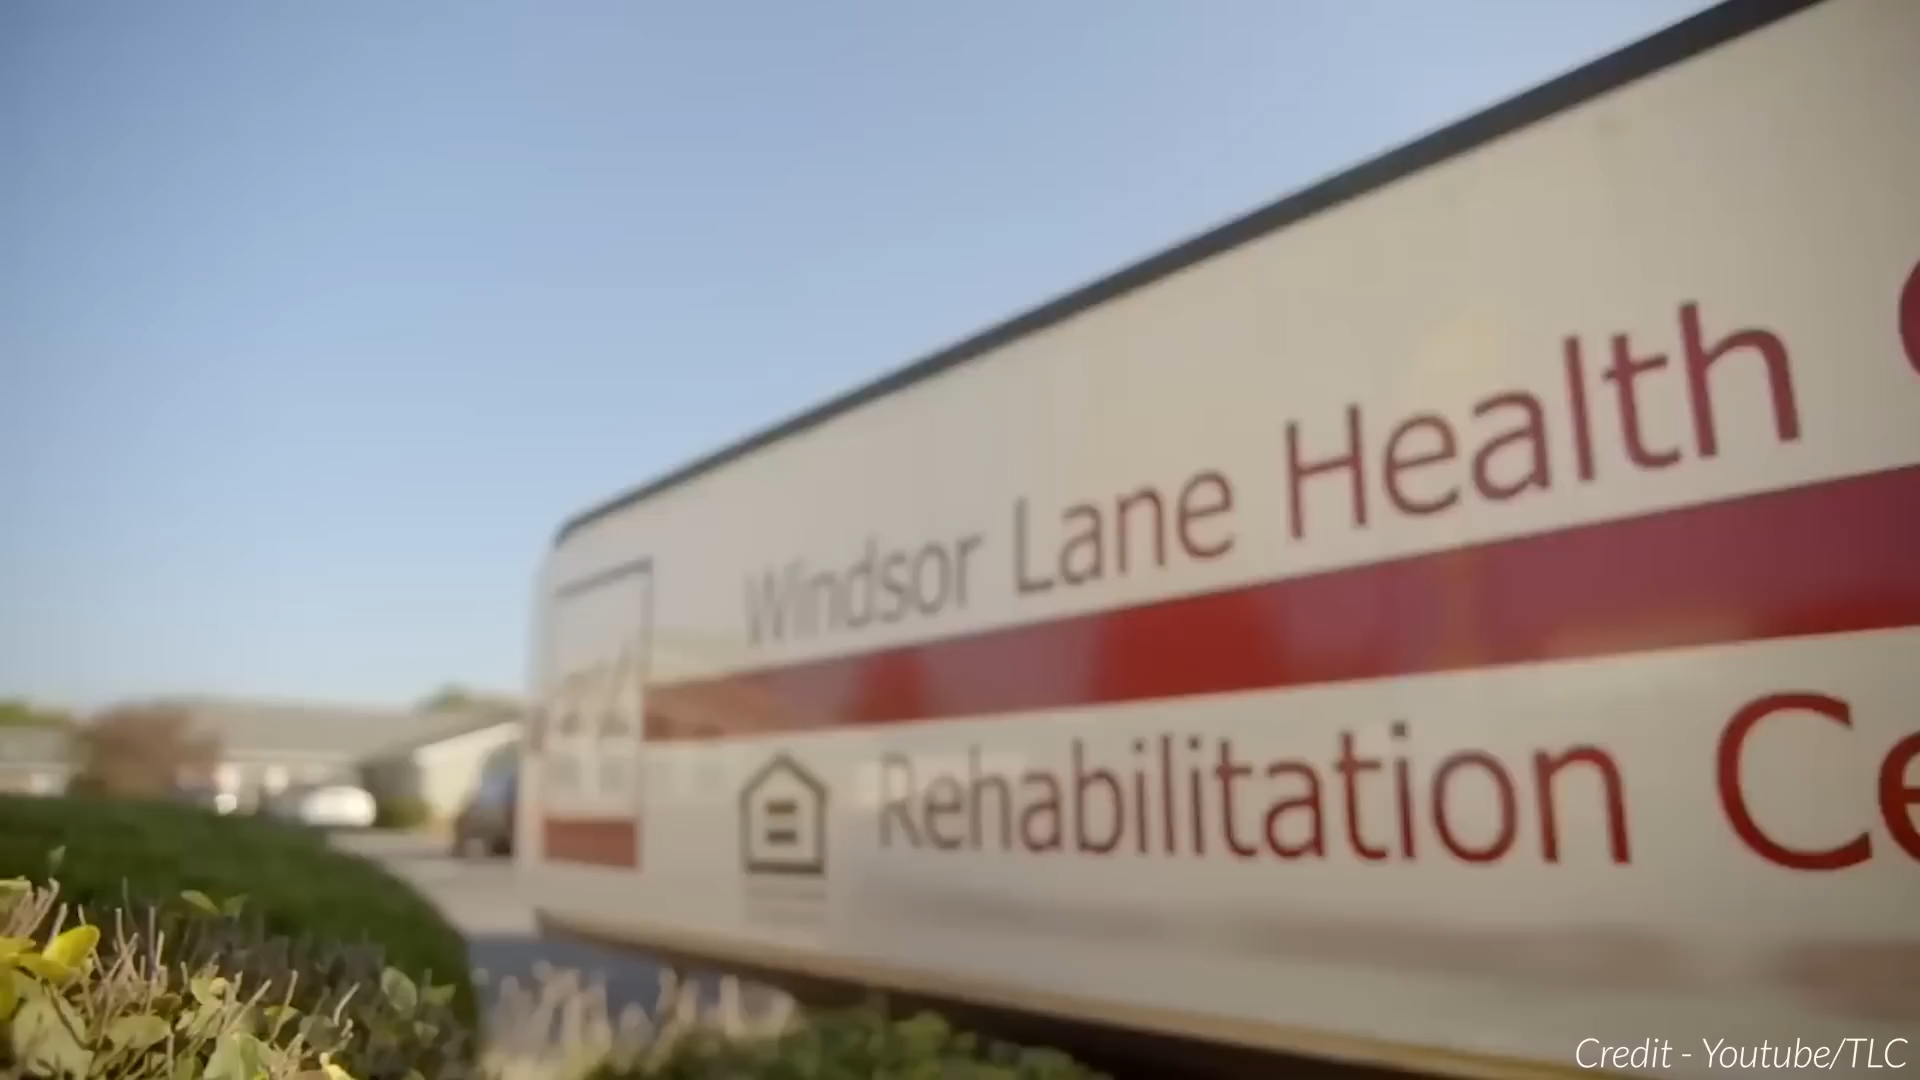 Windsor Lane Health
Rehabilitation Ce
Credit - Youtube/TLC